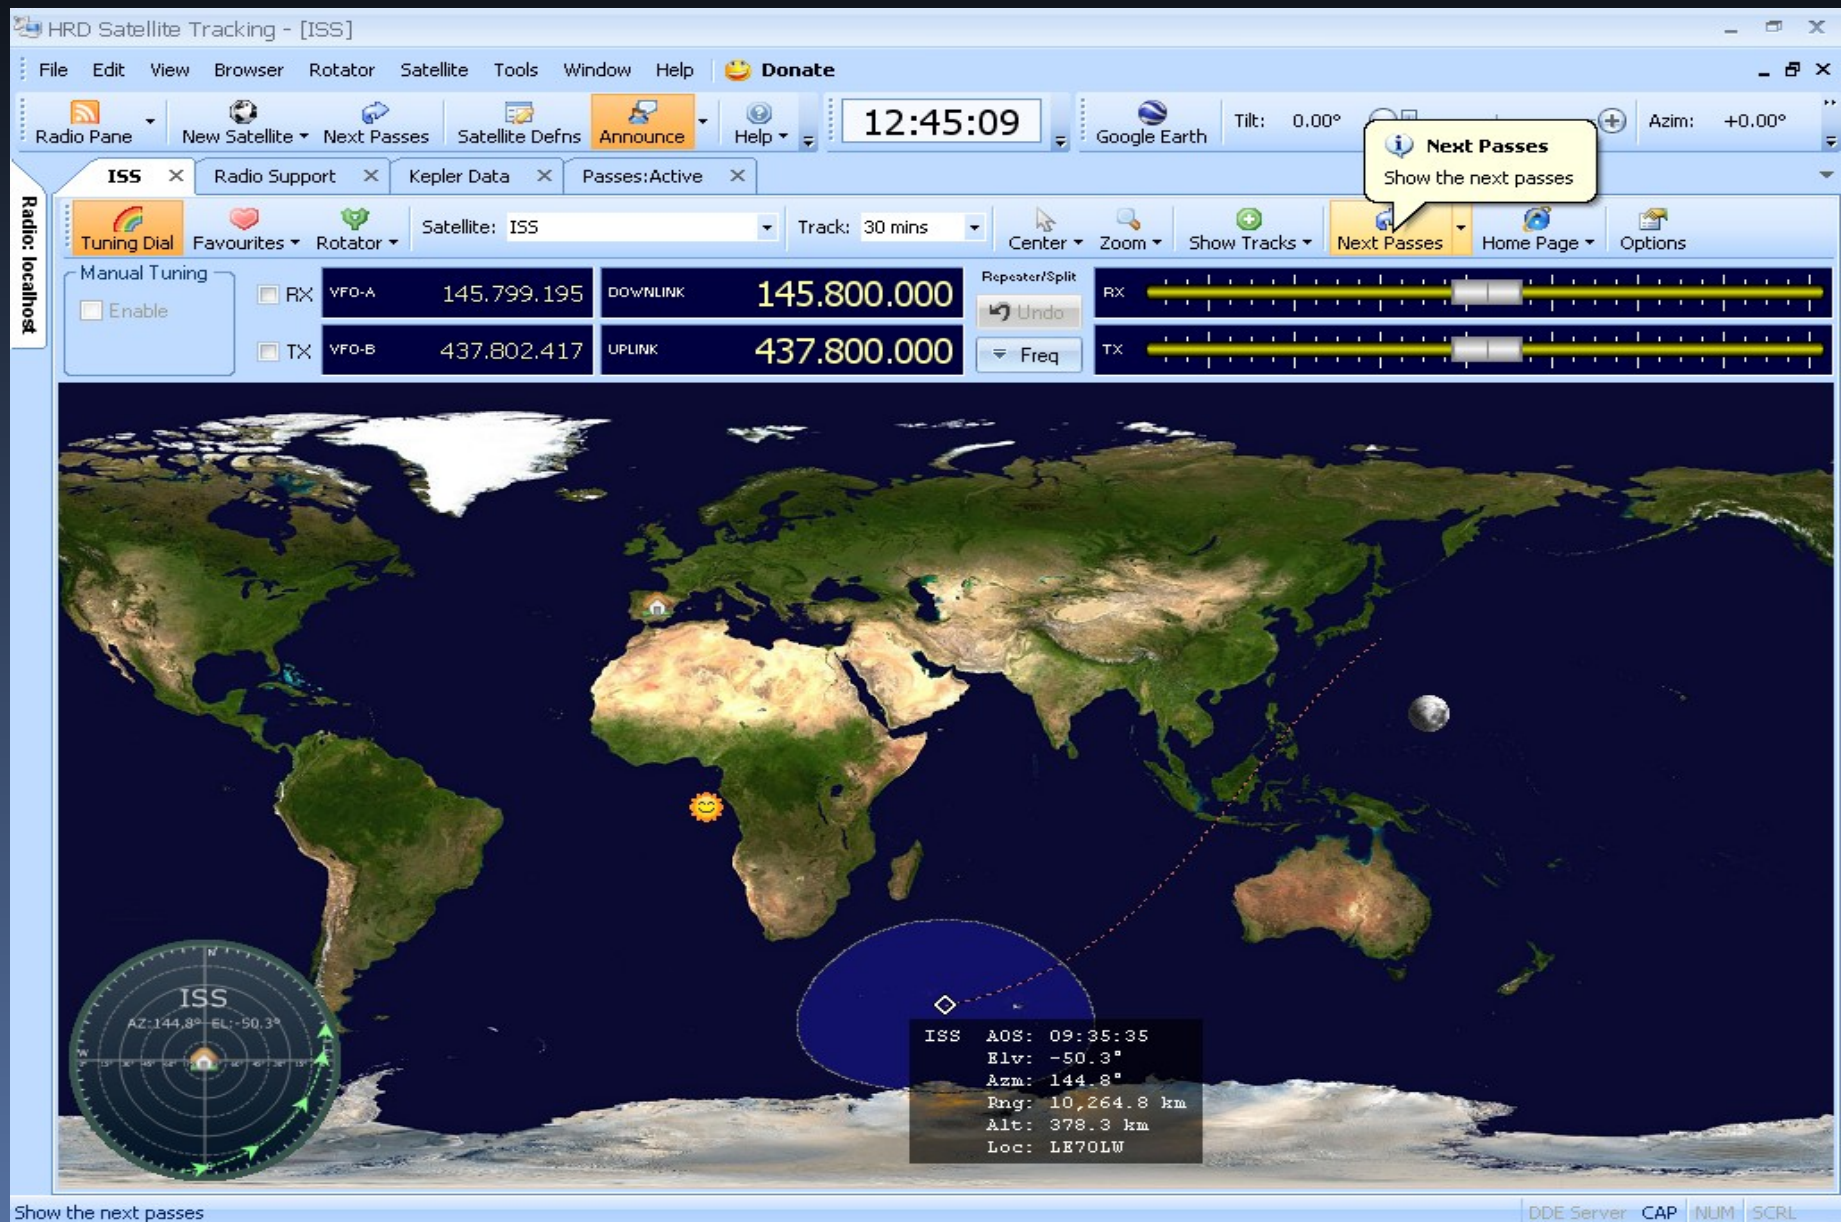 HRD Satellite Tracking - [ISS]
File Edit View Browser Rotator Satellite Tools Window Help Donate
Radio Pane New Satellite Next Passes Satellite Defns Announce Help 12:45:09 Google Earth Tilt: 0.00° Azim: +0.00°
Next Passes
Show the next passes
ISS Radio Support Kepler Data Passes:Active
Radio: localhost
Tuning Dial Favourites Rotator Satellite: ISS Track: 30 mins Center Zoom Show Tracks Next Passes Home Page Options
Manual Tuning
Enable
RX VFO-A 145.799.195 DOWNLINK 145.800.000
TX VFO-B 437.802.417 UPLINK 437.800.000
Repeater/Split
Undo
Freq
RX
TX
N
ISS
AZ:144.8° EL:-50.3°
W
ISS AOS: 09:35:35
Elv: -50.3°
Azm: 144.8°
Rng: 10,264.8 km
Alt: 378.3 km
Loc: LE70LW
Show the next passes
DDE Server CAP NUM SCRL